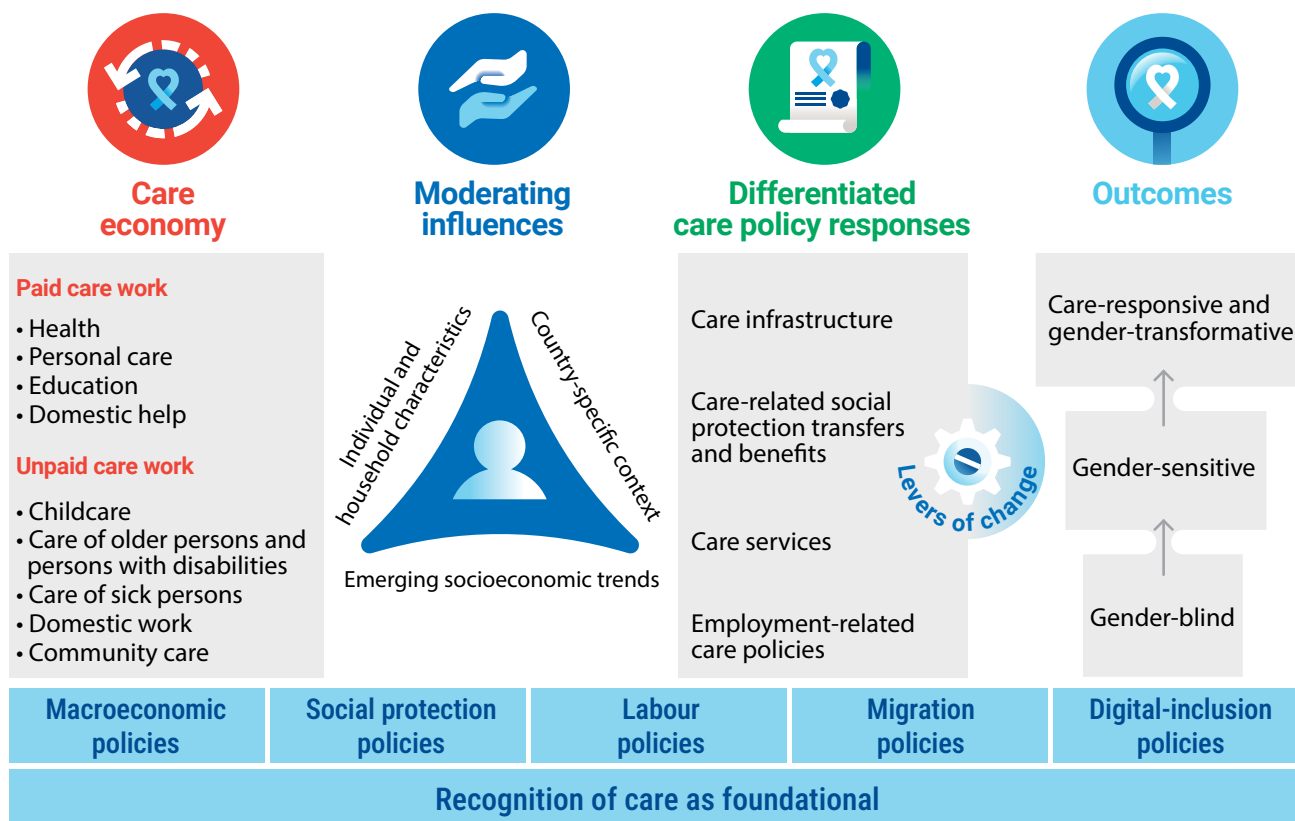 Care
economy
Moderating
influences
Differentiated
care policy responses
Outcomes
Paid care work
• Health
• Personal care
• Education
• Domestic help
Unpaid care work
• Childcare
• Care of older persons and
persons with disabilities
• Care of sick persons
• Domestic work
• Community care
Individual and
household characteristics
Country-specific context
Emerging socioeconomic trends
Care infrastructure
Care-related social
protection transfers
and benefits
Care services
Employment-related
care policies
Levers of change
Care-responsive and
gender-transformative
Gender-sensitive
Gender-blind
Macroeconomic
policies
Social protection
policies
Labour
policies
Migration
policies
Digital-inclusion
policies
Recognition of care as foundational